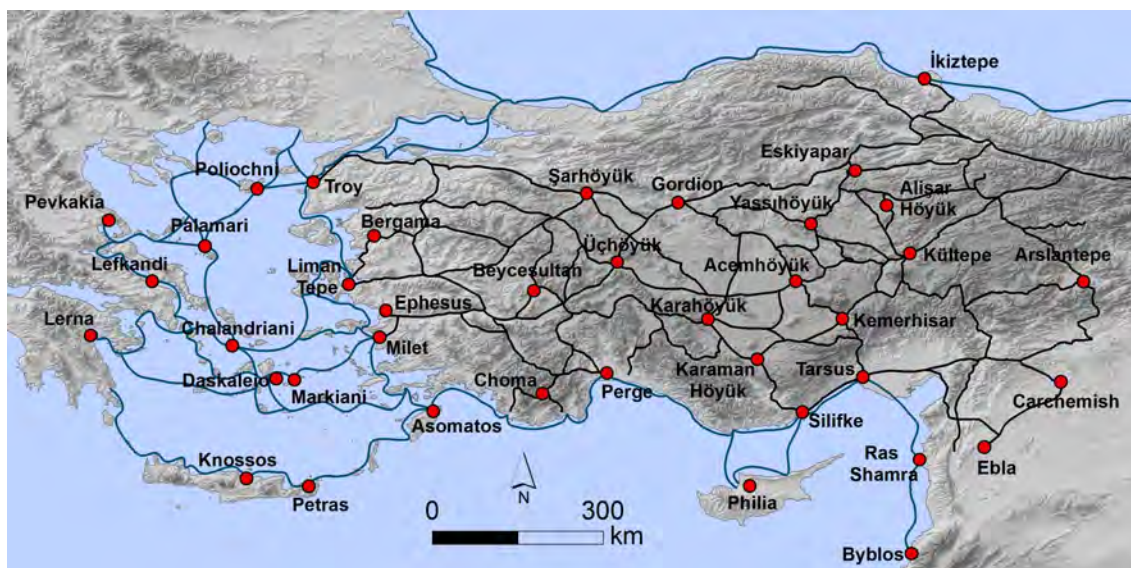 İkiztepe
Eskiyapar
Poliochni
Troy
Şarhöyük
Gordion
Alişar
Höyük
Yassıhöyük
Pevkakia
Bergama
Palamari
Üçhöyük
Lefkandi
Liman
Tepe
Beycesultan
Acemhöyük
Kültepe
Arslantepe
Ephesus
Karahöyük
Lerna
Chalandriani
Milet
Kemerhisar
Daskaleio
Markiani
Choma
Perge
Karaman
Höyük
Tarsus
Carchemish
Asomatos
Silifke
Knossos
Petras
N
Ras
Shamra
Ebla
Philia
0
300
km
Byblos